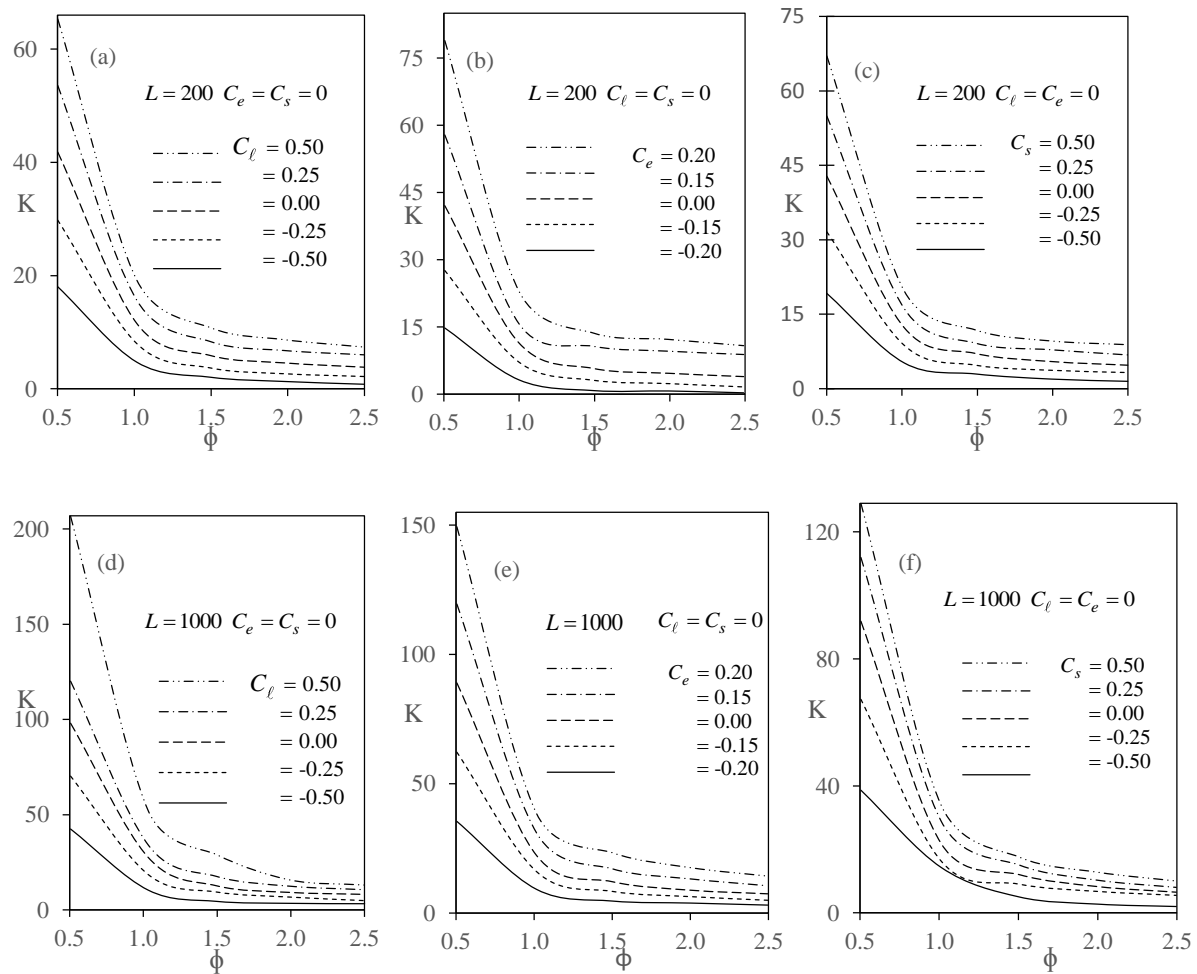 (a)
L = 200 C_e = C_s = 0
C_ℓ = 0.50
= 0.25
= 0.00
= -0.25
= -0.50
60
40
K
20
0
0.5 1.0 1.5 2.0 2.5
ϕ
(b)
L = 200 C_ℓ = C_s = 0
C_e = 0.20
= 0.15
= 0.00
= -0.15
= -0.20
75
60
45
K
30
15
0
0.5 1.0 1.5 2.0 2.5
ϕ
(c)
L = 200 C_ℓ = C_e = 0
C_s = 0.50
= 0.25
= 0.00
= -0.25
= -0.50
75
60
45
K
30
15
0
0.5 1.0 1.5 2.0 2.5
ϕ
(d)
L = 1000 C_e = C_s = 0
C_ℓ = 0.50
= 0.25
= 0.00
= -0.25
= -0.50
200
150
K
100
50
0
0.5 1.0 1.5 2.0 2.5
ϕ
(e)
L = 1000 C_ℓ = C_s = 0
C_e = 0.20
= 0.15
= 0.00
= -0.15
= -0.20
150
100
K
50
0
0.5 1.0 1.5 2.0 2.5
ϕ
(f)
L = 1000 C_ℓ = C_e = 0
C_s = 0.50
= 0.25
= 0.00
= -0.25
= -0.50
120
80
K
40
0
0.5 1.0 1.5 2.0 2.5
ϕ